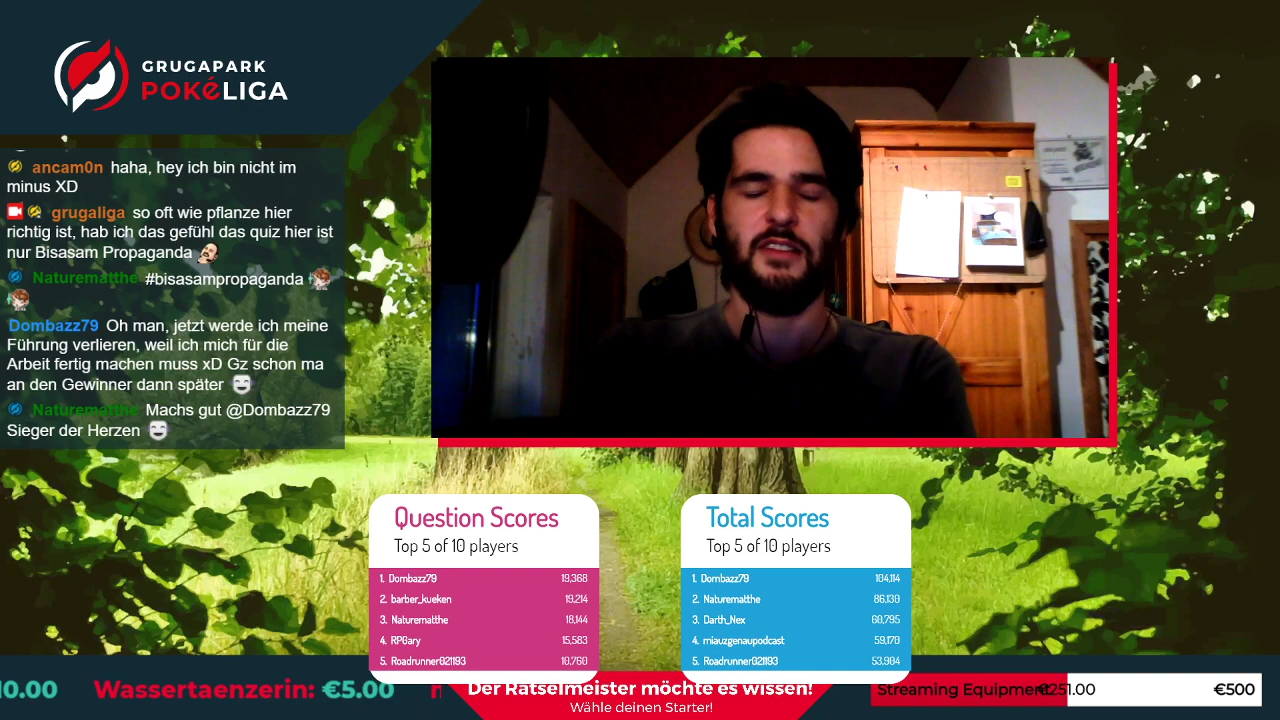 GRUGAPARK
POKéLIGA
ancam0n haha, hey ich bin nicht im
minus XD
grugaliga so oft wie pflanze hier
richtig ist, hab ich das gefühl das quiz hier ist
nur Bisasam Propaganda
Naturematthe #bisasampropaganda
Dombazz79 Oh man, jetzt werde ich meine
Führung verlieren, weil ich mich für die
Arbeit fertig machen muss xD Gz schon ma
an den Gewinner dann später
Naturematthe Machs gut @Dombazz79
Sieger der Herzen
Question Scores
Top 5 of 10 players
1. Dombazz79 19,368
2. barber_kueken 19,214
3. Naturematthe 18,144
4. RPGary 15,583
5. Roadrunner021193 10,760
Total Scores
Top 5 of 10 players
1. Dombazz79 104,114
2. Naturematthe 86,130
3. Darth_Nex 60,795
4. miauzgenaupodcast 59,170
5. Roadrunner021193 53,904
10.00 Wassertaenzerin: €5.00
Der Rätselmeister möchte es wissen!
Wähle deinen Starter!
Streaming Equipment €251.00 €500